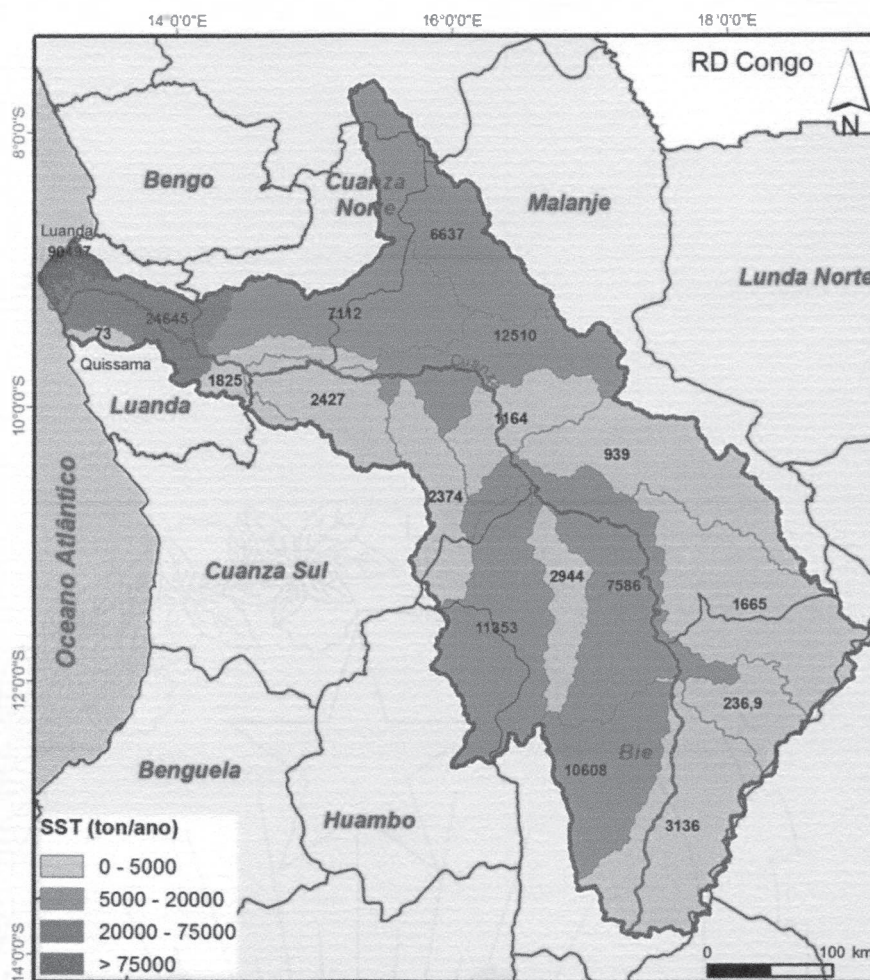 14°0'0"E 16°0'0"E 18°0'0"E
RD Congo
N
8°0'0"S
Bengo
Cuanza
Norte
Malanje
Luanda
90497
6637
Lunda Norte
24645
7112
12510
73
Quissama
1825
2427
Luanda
10°0'0"S
1164
939
2374
Oceano Atlântico
Cuanza Sul
2944
7586
1665
11353
12°0'0"S
236,9
Benguela
Bie
10608
Huambo
3136
SST (ton/ano)
0 - 5000
5000 - 20000
20000 - 75000
> 75000
14°0'0"S
0 100 km